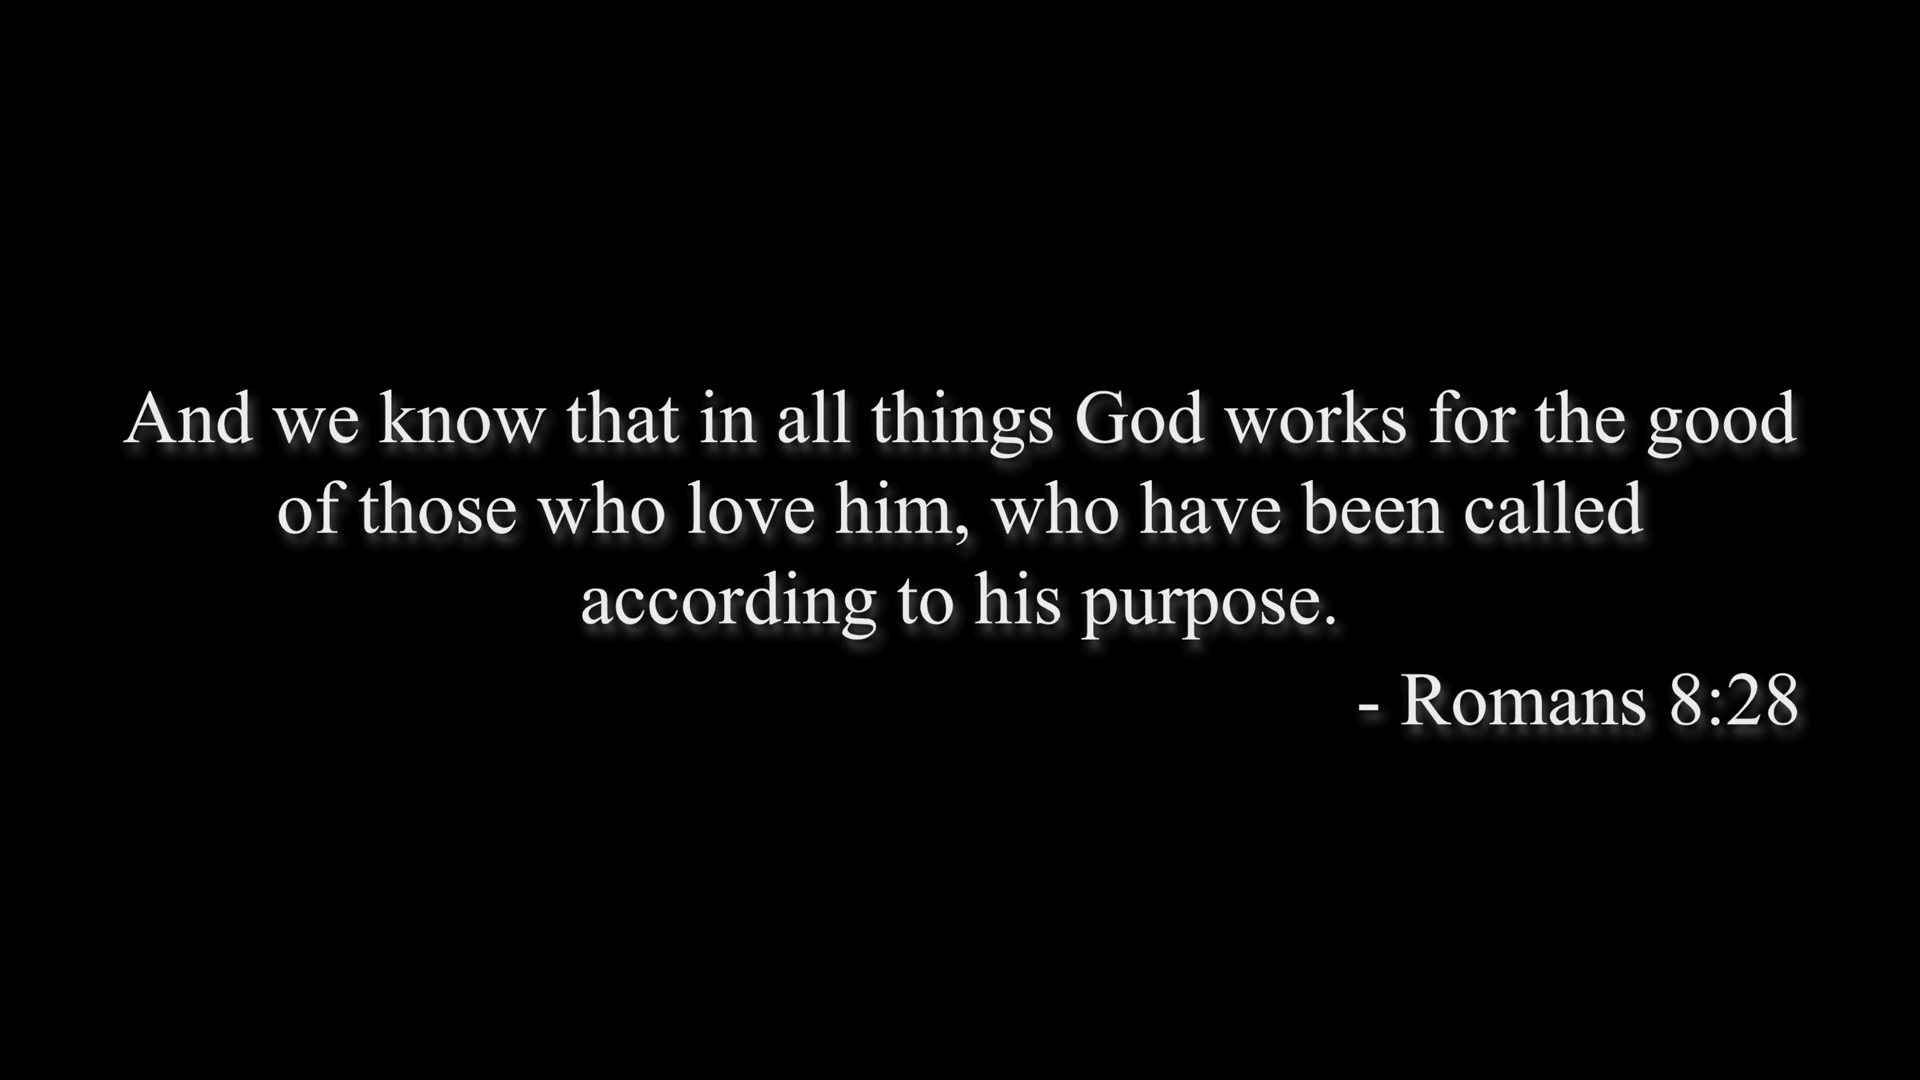 And we know that in all things God works for the good
of those who love him, who have been called
according to his purpose.
- Romans 8:28